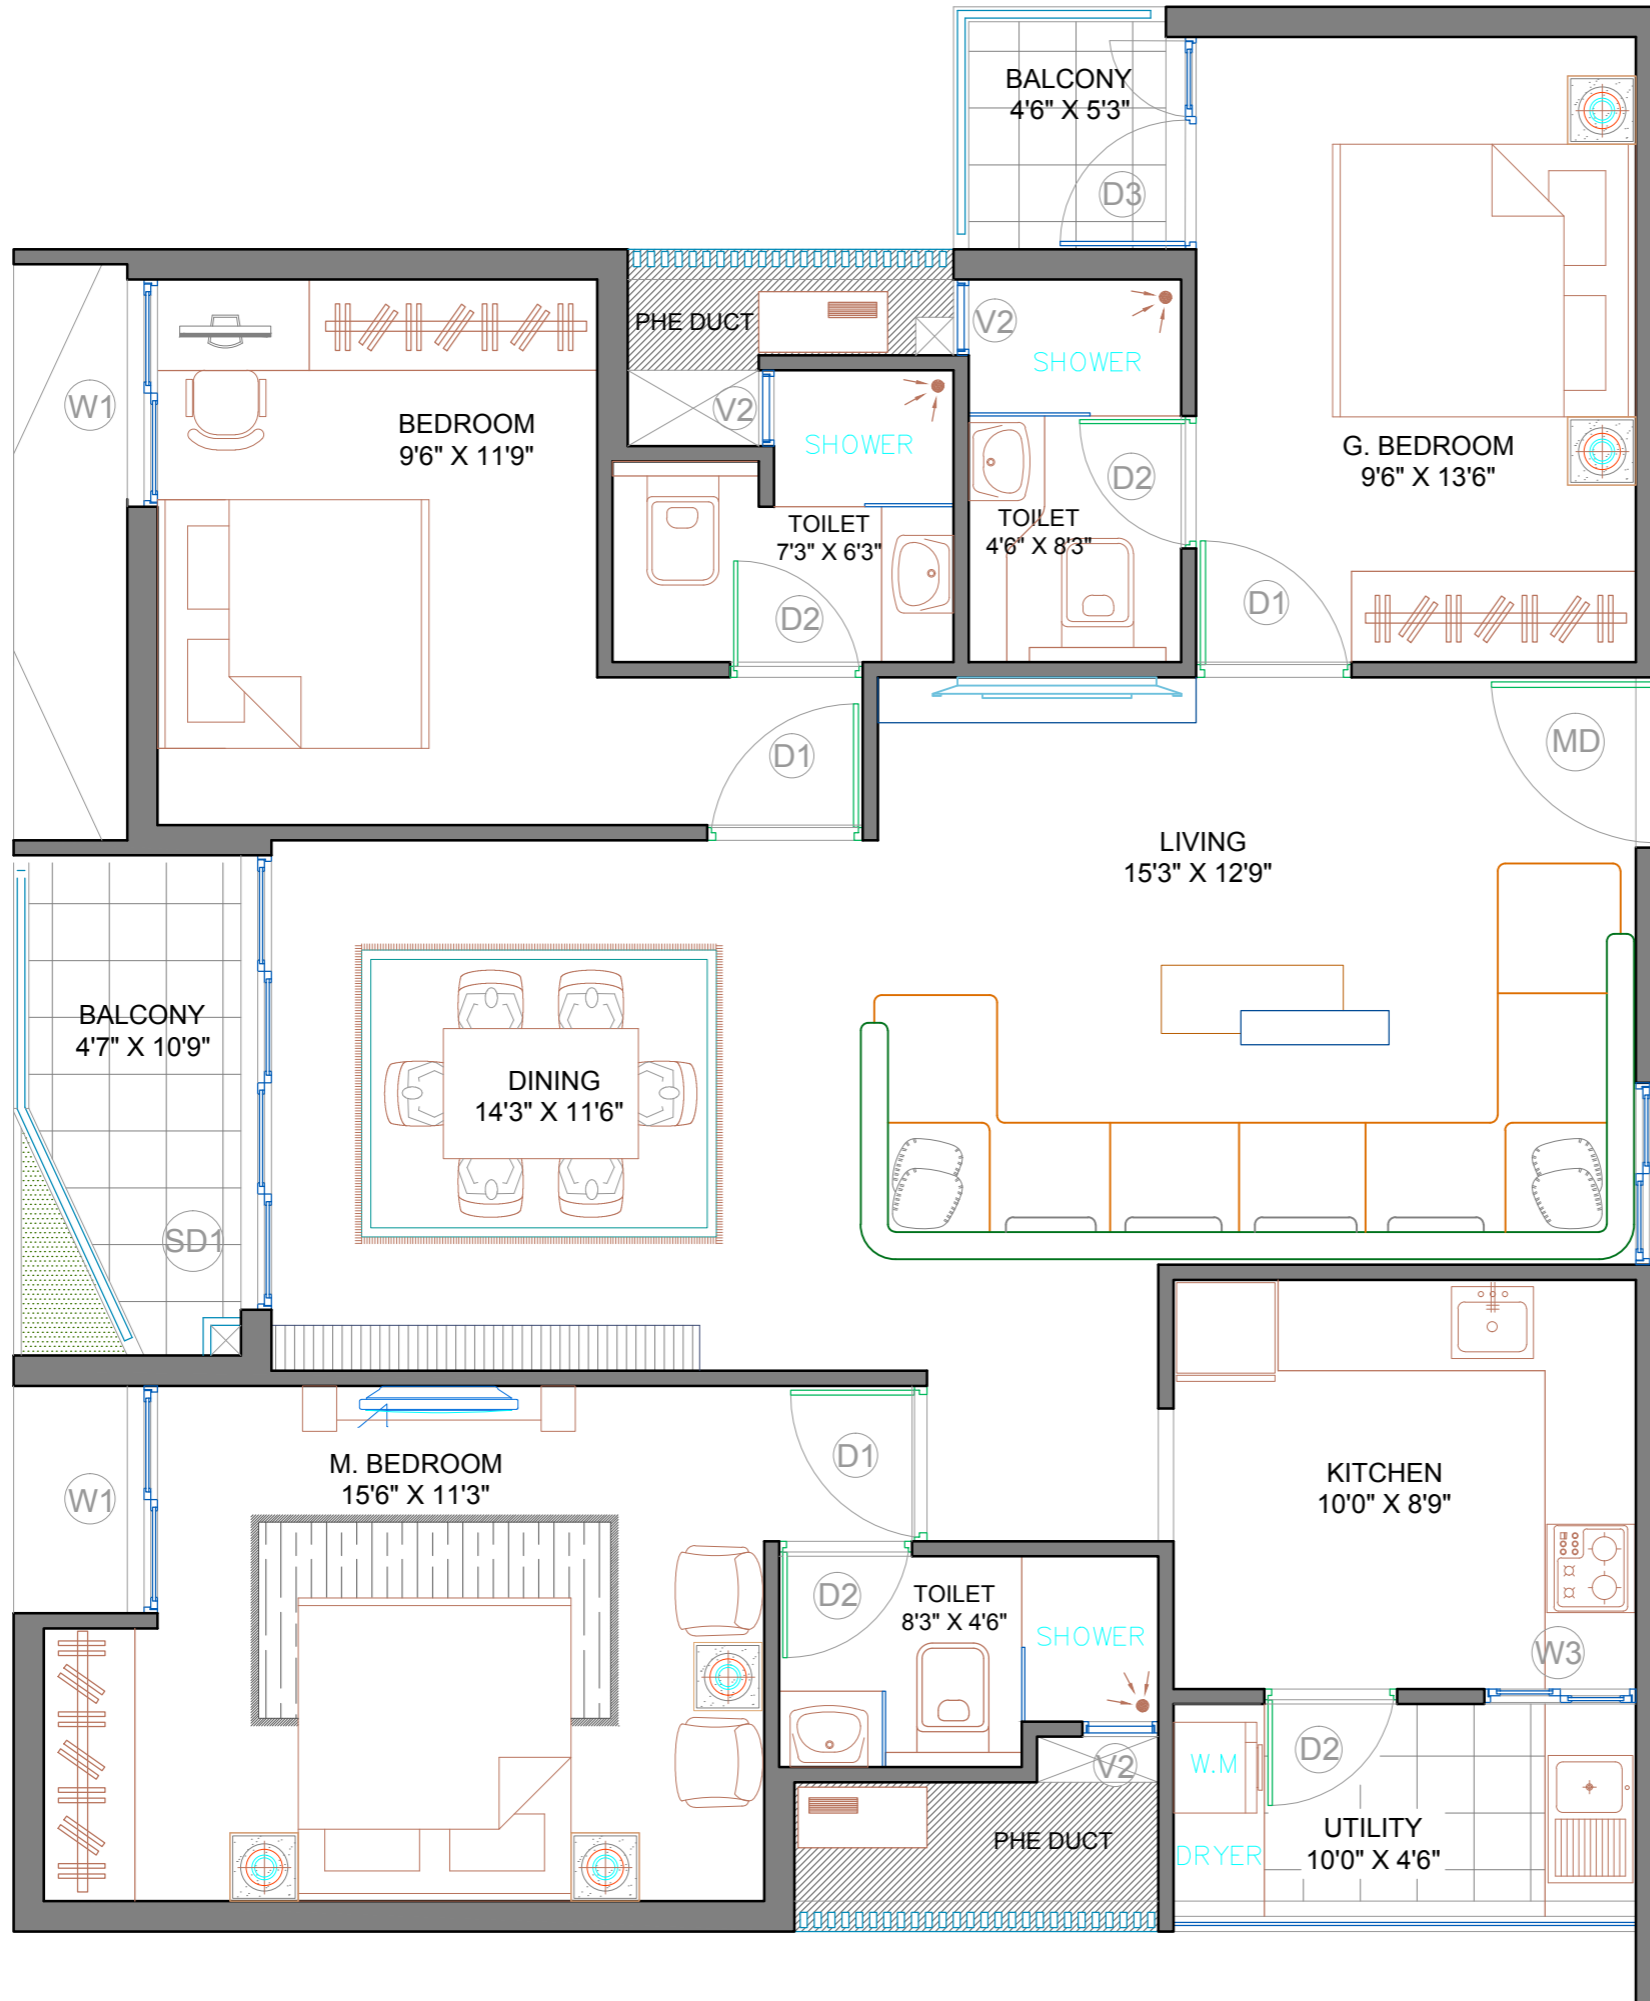 BALCONY
4'6" X 5'3"
D3
PHE DUCT
V2
SHOWER
W1
BEDROOM
9'6" X 11'9"
V2
SHOWER
G. BEDROOM
9'6" X 13'6"
D2
TOILET
7'3" X 6'3"
TOILET
4'6" X 8'3"
D2
D1
D1
MD
LIVING
15'3" X 12'9"
BALCONY
4'7" X 10'9"
DINING
14'3" X 11'6"
SD1
M. BEDROOM
15'6" X 11'3"
D1
W1
KITCHEN
10'0" X 8'9"
D2
TOILET
8'3" X 4'6"
SHOWER
W3
V2
W.M
D2
PHE DUCT
DRYER
UTILITY
10'0" X 4'6"